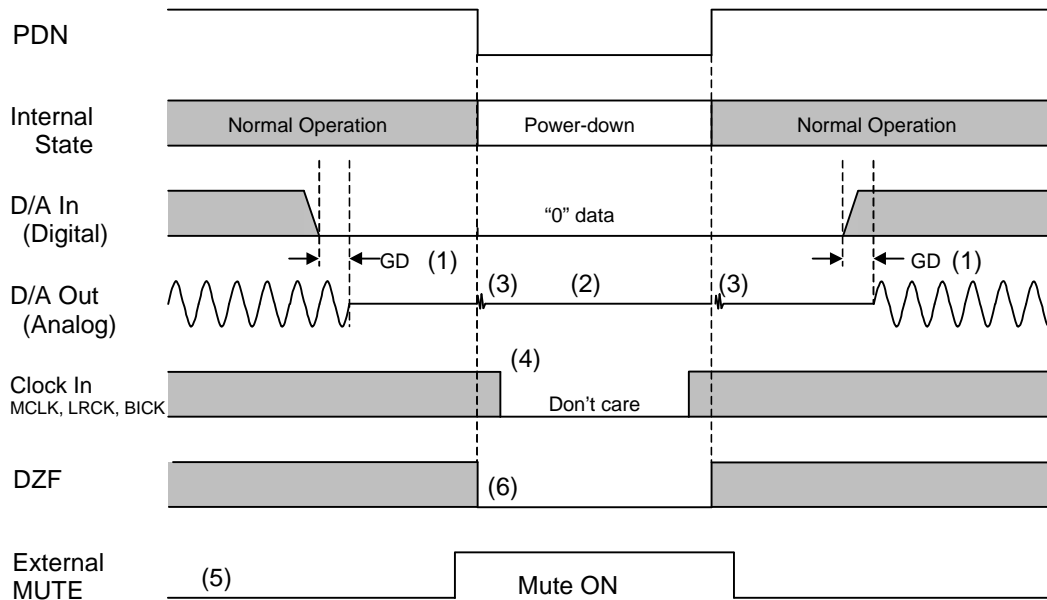 PDN
Internal
State
Normal Operation
Power-down
Normal Operation
D/A In
(Digital)
“0” data
GD (1)
GD (1)
D/A Out
(Analog)
(3)
(2)
(3)
(4)
Clock In
MCLK, LRCK, BICK
Don’t care
DZF
(6)
External
MUTE
(5)
Mute ON